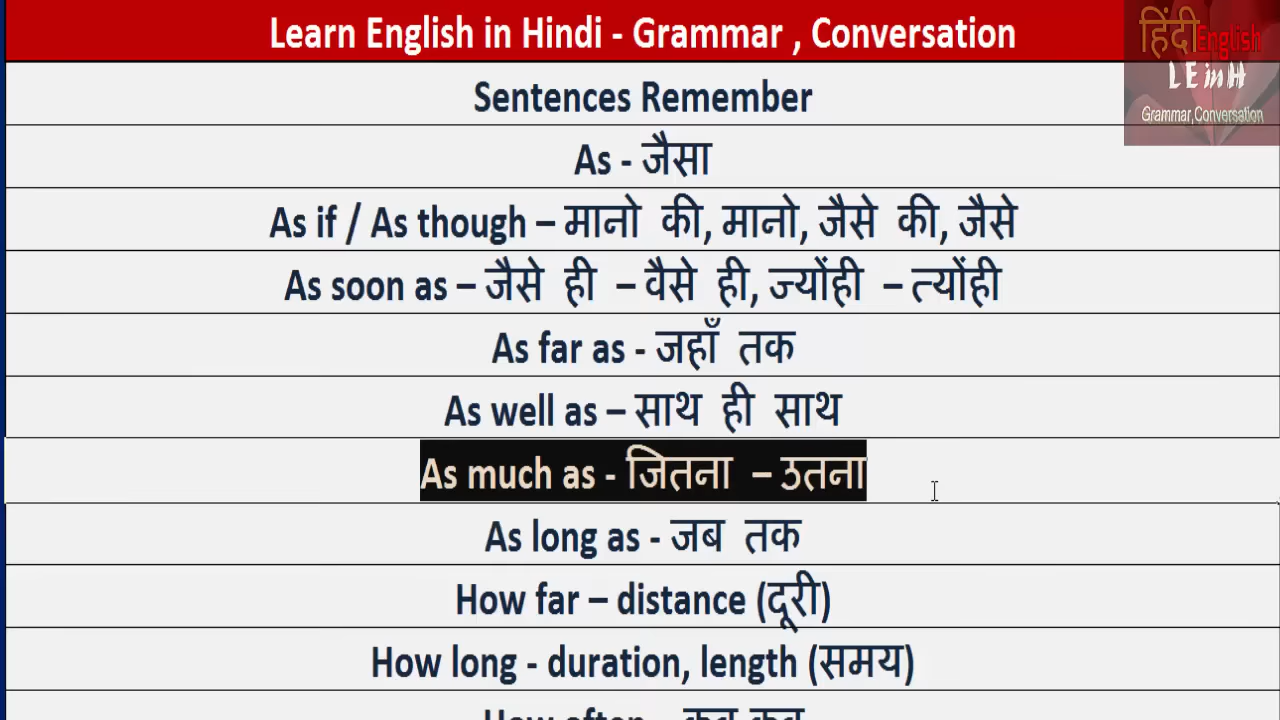 Learn English in Hindi - Grammar , Conversation
हिंदी English
L E in H
Grammar,Conversation
Sentences Remember
As - जैसा
As if / As though – मानो की, मानो, जैसे की, जैसे
As soon as – जैसे ही – वैसे ही, ज्योंही – त्योंही
As far as - जहाँ तक
As well as – साथ ही साथ
As much as - जितना – उतना
As long as - जब तक
How far – distance (दूरी)
How long - duration, length (समय)
How often –